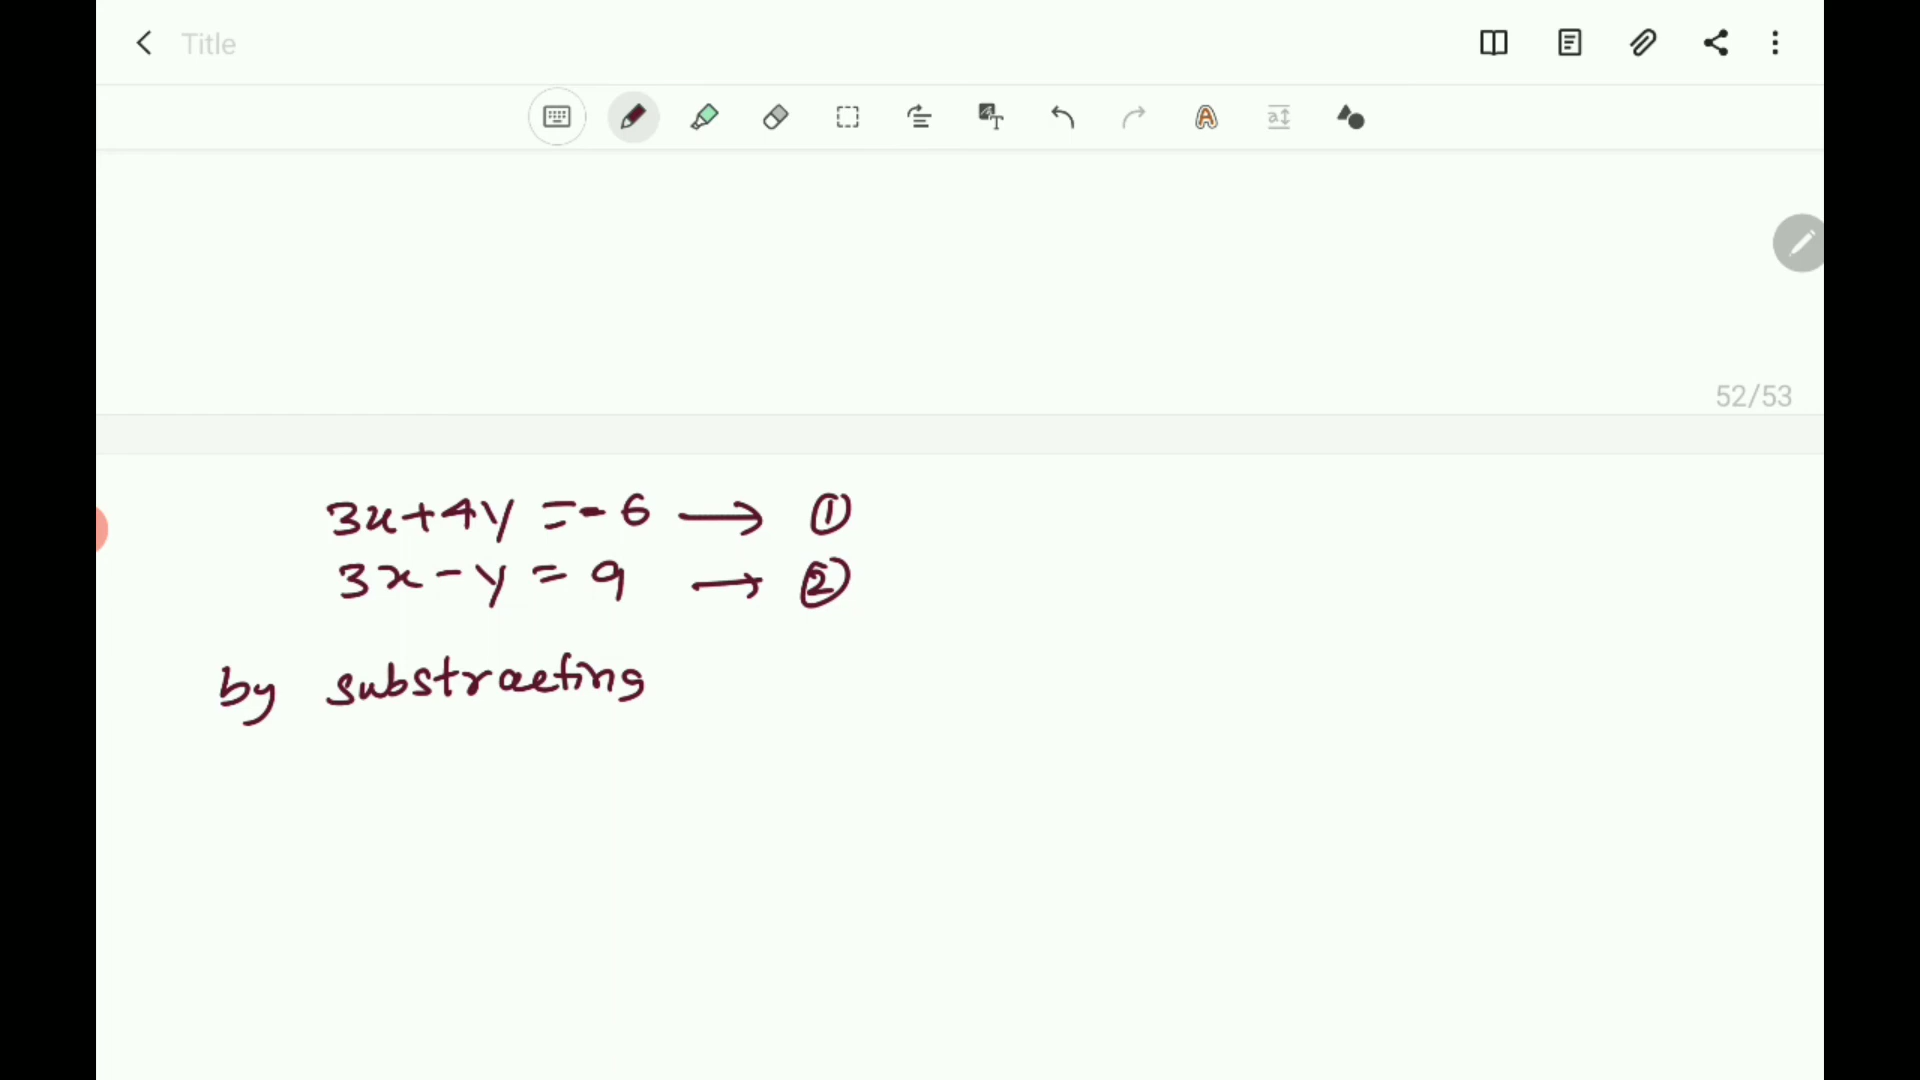 Title
52/53
3x+4y =-6 → ①
3x-y = 9 → ②
by substracting